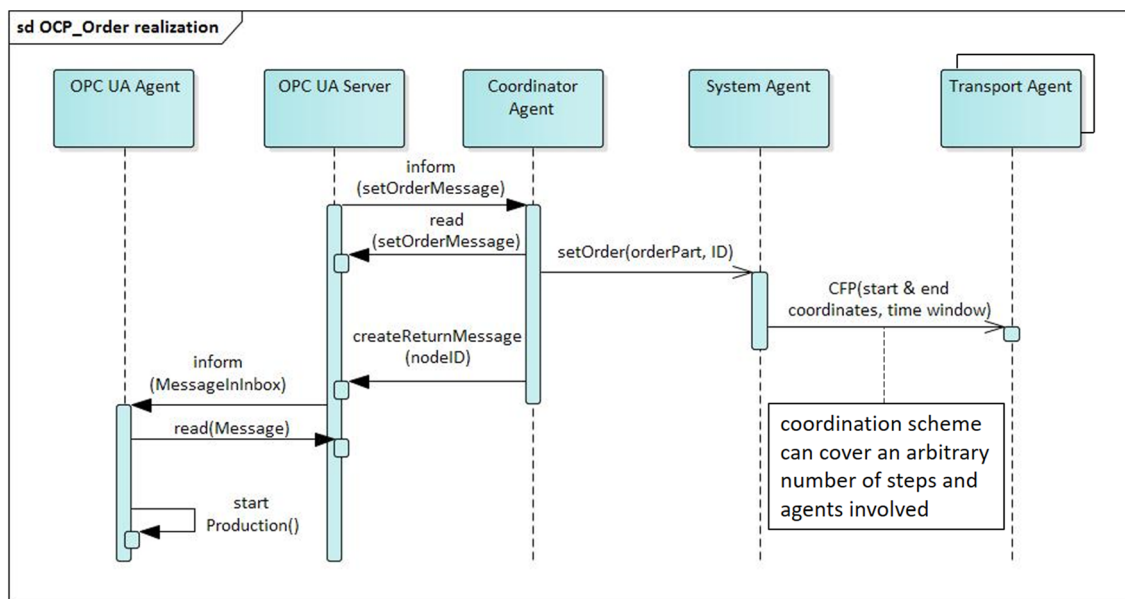 sd OCP_Order realization
OPC UA Agent
OPC UA Server
Coordinator
Agent
System Agent
Transport Agent
inform
(setOrderMessage)
read
(setOrderMessage)
setOrder(orderPart, ID)
CFP(start & end
coordinates, time window)
createReturnMessage
(nodeID)
inform
(MessageInInbox)
read(Message)
start
Production()
coordination scheme
can cover an arbitrary
number of steps and
agents involved